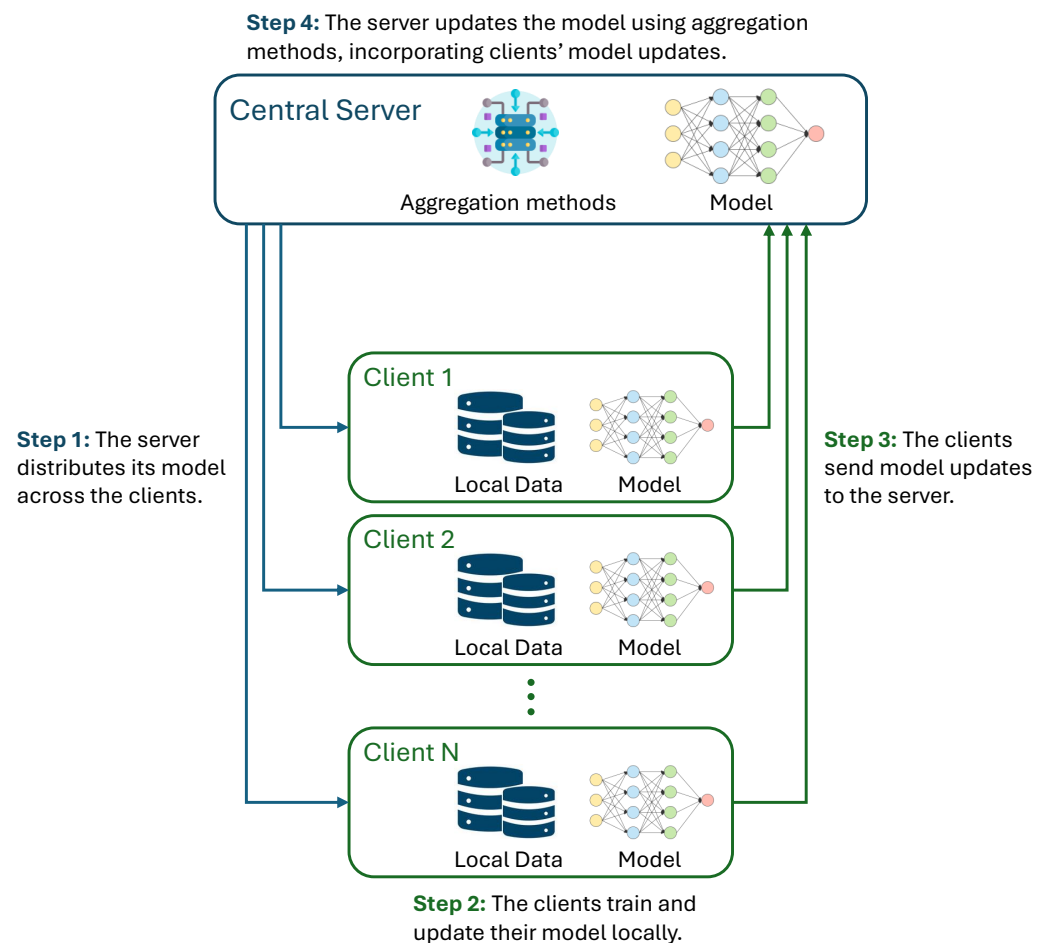 Step 4: The server updates the model using aggregation
methods, incorporating clients’ model updates.
Central Server
Aggregation methods
Model
Client 1
Local Data
Model
Step 1: The server
distributes its model
across the clients.
Step 3: The clients
send model updates
to the server.
Client 2
Local Data
Model
Client N
Local Data
Model
Step 2: The clients train and
update their model locally.